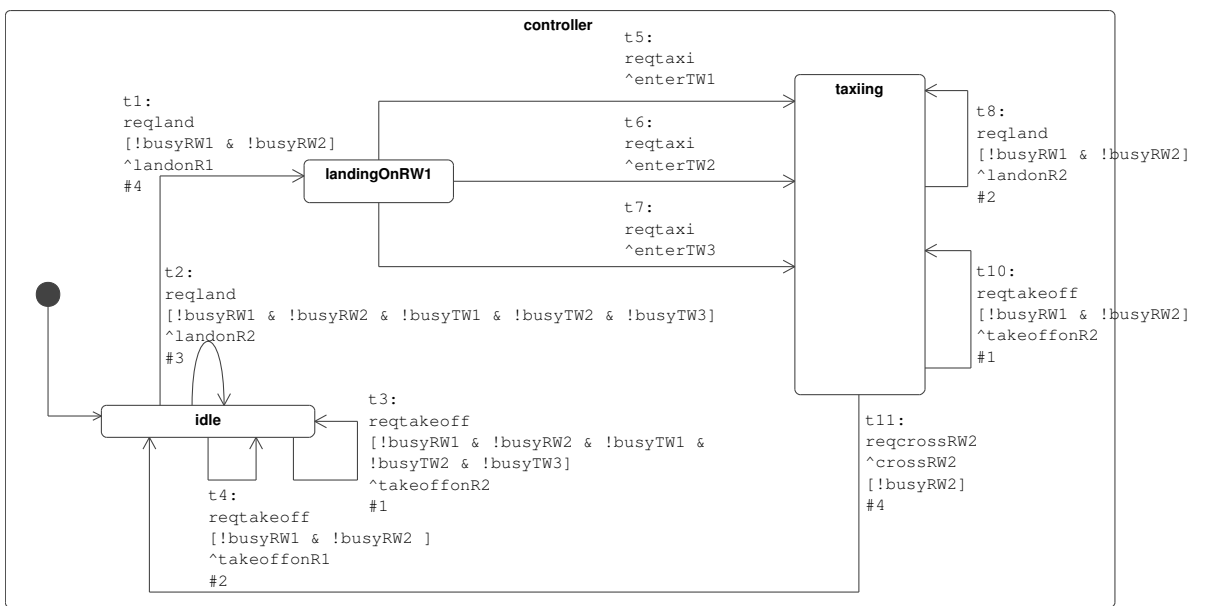 controller
t5:
reqtaxi
^enterTW1
taxiing
t1:
reqland
[!busyRW1 & !busyRW2]
^landonR1
#4
t6:
reqtaxi
^enterTW2
t8:
reqland
[!busyRW1 & !busyRW2]
^landonR2
#2
landingOnRW1
t7:
reqtaxi
^enterTW3
t2:
reqland
[!busyRW1 & !busyRW2 & !busyTW1 & !busyTW2 & !busyTW3]
^landonR2
#3
t10:
reqtakeoff
[!busyRW1 & !busyRW2]
^takeoffonR2
#1
idle
t3:
reqtakeoff
[!busyRW1 & !busyRW2 & !busyTW1 &
!busyTW2 & !busyTW3]
^takeoffonR2
#1
t11:
reqcrossRW2
^crossRW2
[!busyRW2]
#4
t4:
reqtakeoff
[!busyRW1 & !busyRW2 ]
^takeoffonR1
#2